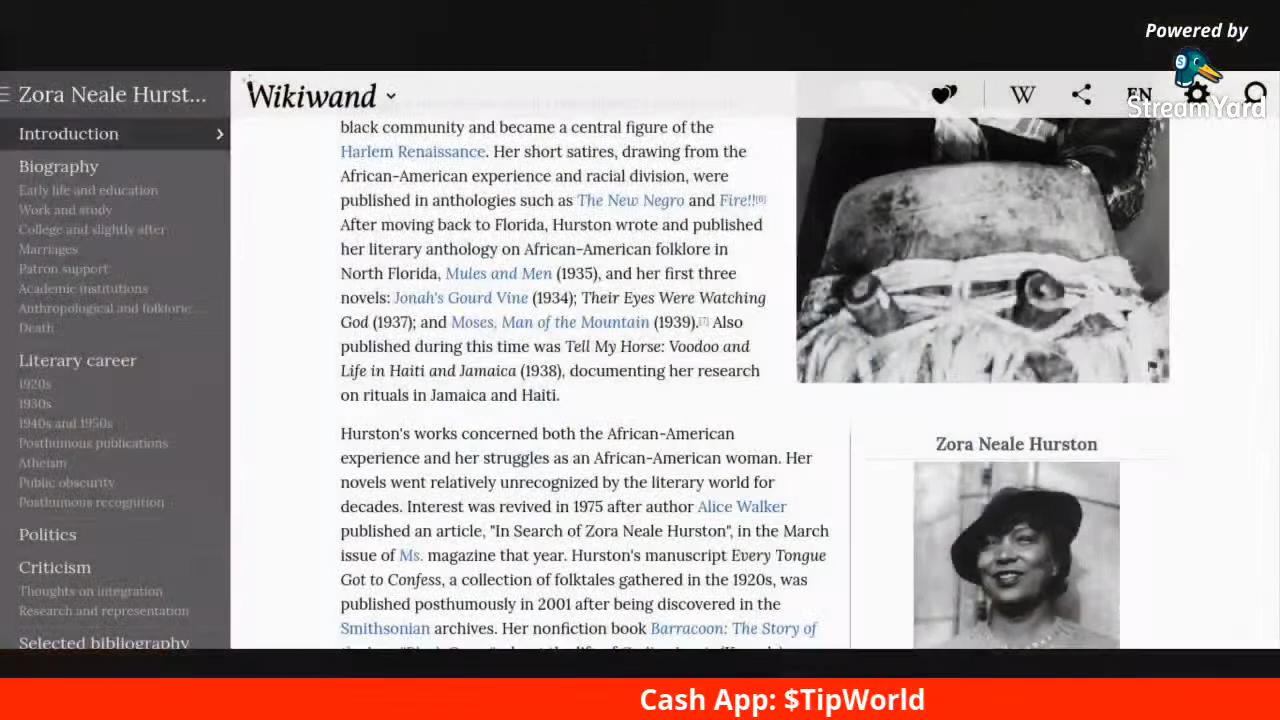 Powered by
StreamYard
Zora Neale Hurst...
Wikiwand
W
EN
Introduction
Biography
Early life and education
Work and study
College and slightly after
Marriages
Patron support
Academic institutions
Anthropological and folkloric ...
Death
Literary career
1920s
1930s
1940s and 1950s
Posthumous publications
Atheism
Public obscurity
Posthumous recognition
Politics
Criticism
Thoughts on integration
Research and representation
Selected bibliography
black community and became a central figure of the
Harlem Renaissance. Her short satires, drawing from the
African-American experience and racial division, were
published in anthologies such as The New Negro and Fire!![6]
After moving back to Florida, Hurston wrote and published
her literary anthology on African-American folklore in
North Florida, Mules and Men (1935), and her first three
novels: Jonah's Gourd Vine (1934); Their Eyes Were Watching
God (1937); and Moses, Man of the Mountain (1939).[7] Also
published during this time was Tell My Horse: Voodoo and
Life in Haiti and Jamaica (1938), documenting her research
on rituals in Jamaica and Haiti.
Hurston's works concerned both the African-American
experience and her struggles as an African-American woman. Her
novels went relatively unrecognized by the literary world for
decades. Interest was revived in 1975 after author Alice Walker
published an article, "In Search of Zora Neale Hurston", in the March
issue of Ms. magazine that year. Hurston's manuscript Every Tongue
Got to Confess, a collection of folktales gathered in the 1920s, was
published posthumously in 2001 after being discovered in the
Smithsonian archives. Her nonfiction book Barracoon: The Story of
Zora Neale Hurston
Cash App: $TipWorld